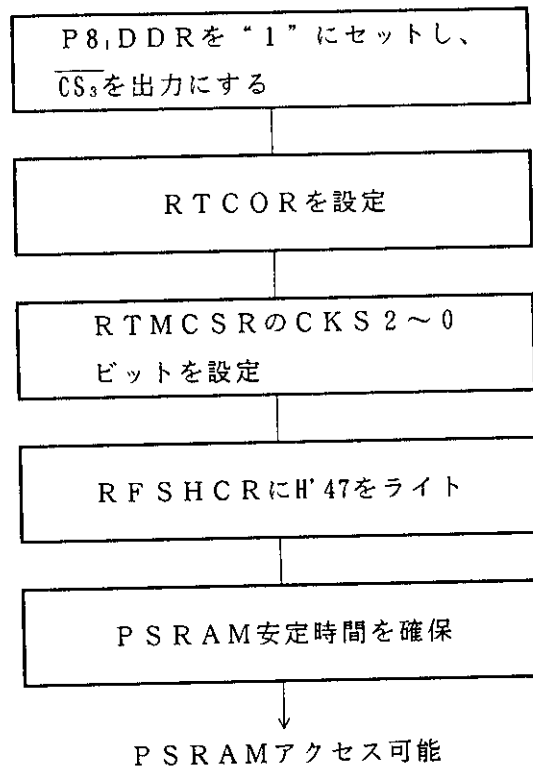 P8₁DDRを“1”にセットし、
C̅S̅₃を出力にする
RTCORを設定
RTMCSRのCKS2～0
ビットを設定
RFSHCRにH'47をライト
PSRAM安定時間を確保
PSRAMアクセス可能